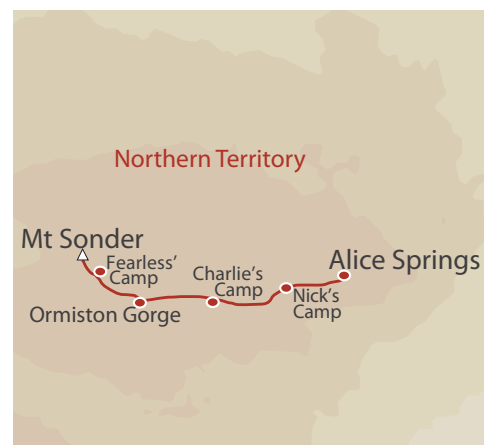 Northern Territory
Mt Sonder
Fearless’
Camp
Ormiston Gorge
Charlie’s
Camp
Nick’s
Camp
Alice Springs